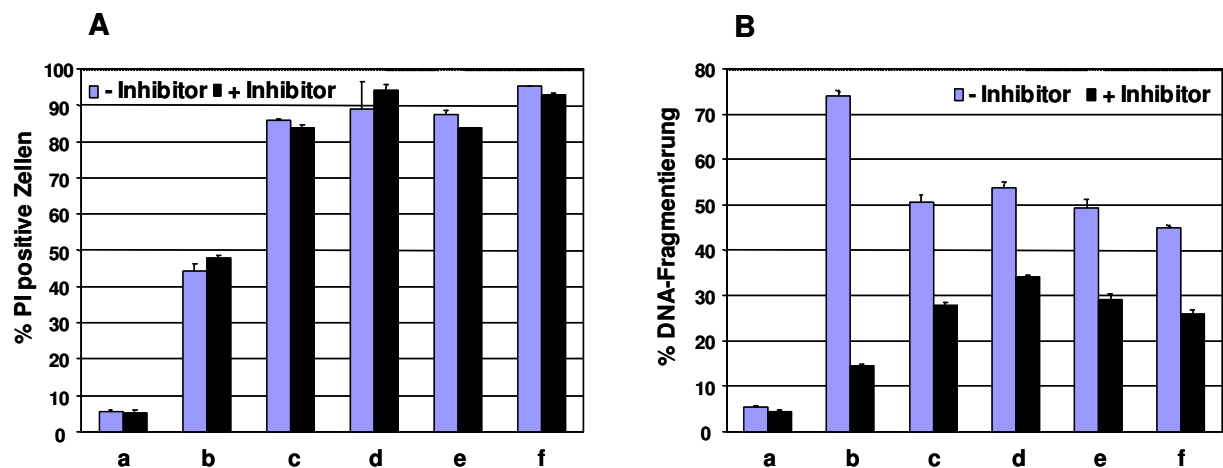 A
100
90
80
70
60
50
40
30
20
10
0
% PI positive Zellen
- Inhibitor + Inhibitor
a b c d e f
B
80
70
60
50
40
30
20
10
0
% DNA-Fragmentierung
- Inhibitor + Inhibitor
a b c d e f